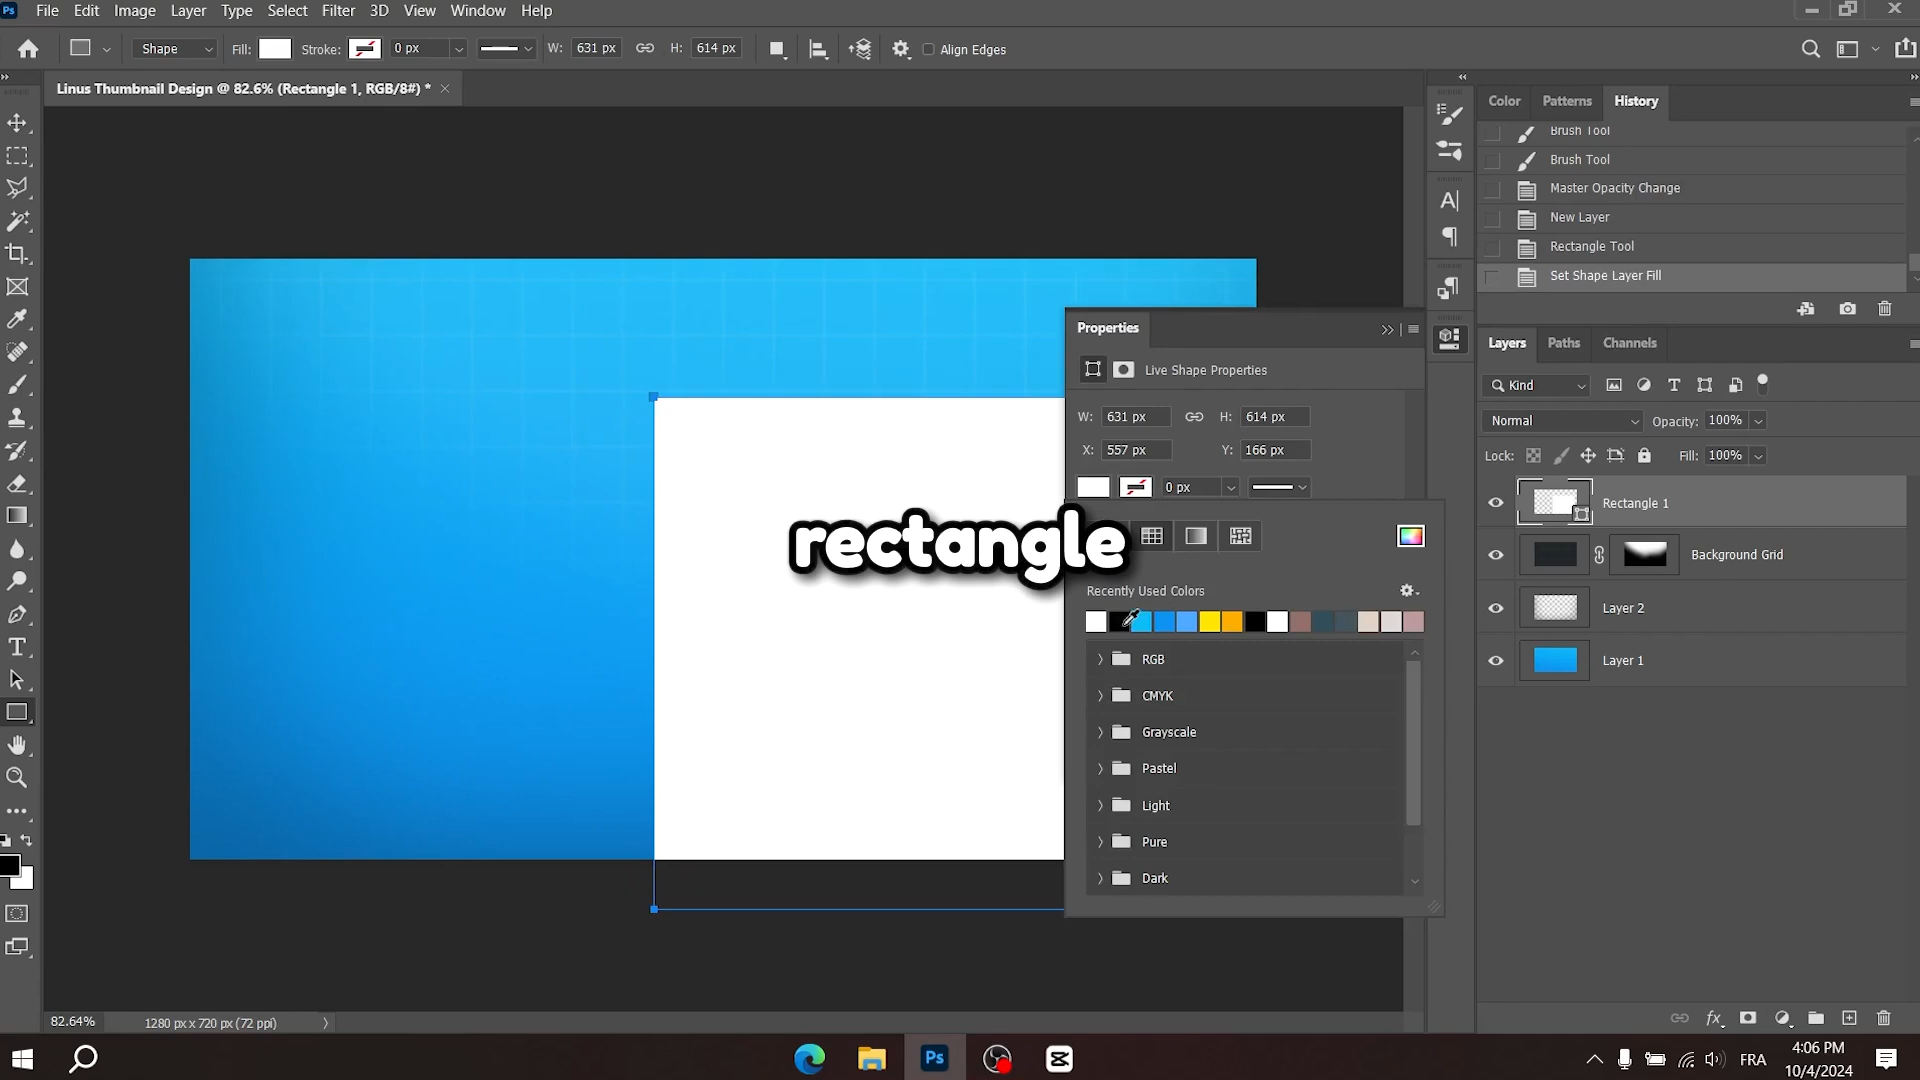 Ps File Edit Image Layer Type Select Filter 3D View Window Help
Shape Fill: Stroke: 0 px W: 631 px H: 614 px Align Edges
Linus Thumbnail Design @ 82.6% (Rectangle 1, RGB/8#) * ×
Color Patterns History
Brush Tool
Brush Tool
Master Opacity Change
New Layer
Rectangle Tool
Set Shape Layer Fill
Properties
Live Shape Properties
W: 631 px H: 614 px
X: 557 px Y: 166 px
0 px
Recently Used Colors
RGB
CMYK
Grayscale
Pastel
Light
Pure
Dark
rectangle
Layers Paths Channels
Kind
Normal Opacity: 100%
Lock: Fill: 100%
Rectangle 1
Background Grid
Layer 2
Layer 1
fx
82.64% 1280 px x 720 px (72 ppi)
Ps
FRA
4:06 PM
10/4/2024